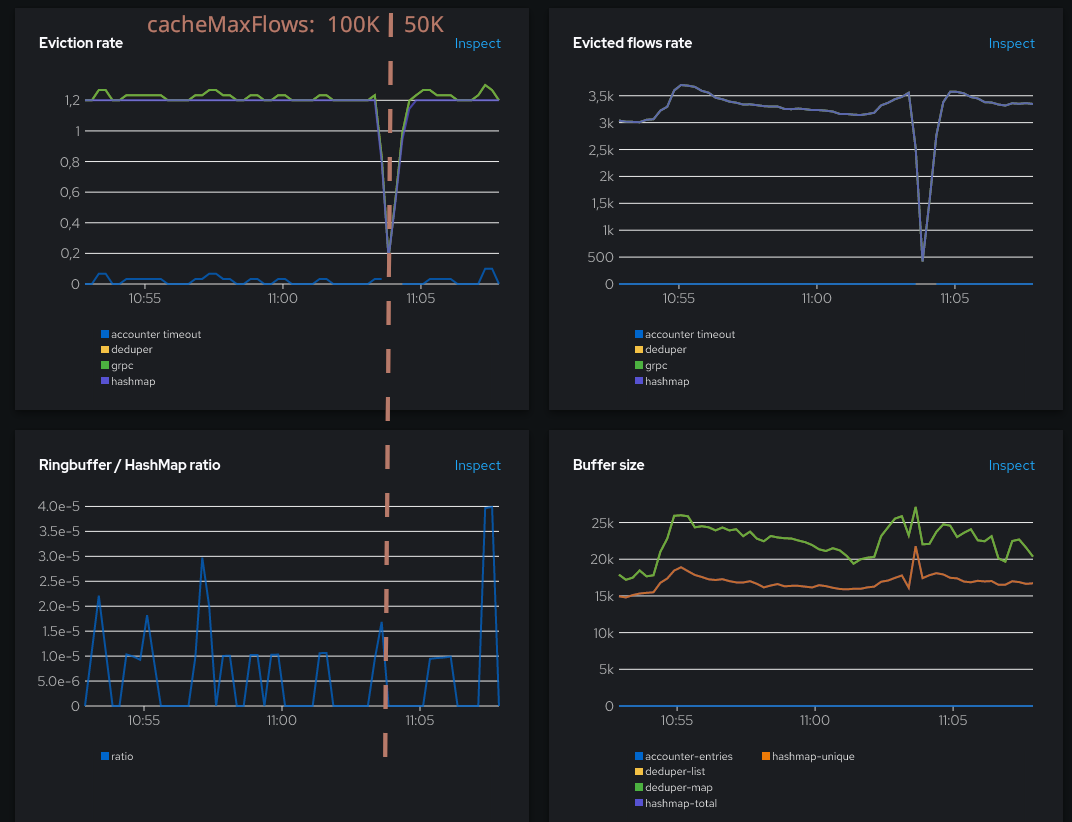 cacheMaxFlows: 100K 50K
Eviction rate
Inspect
1,2
1
0,8
0,6
0,4
0,2
0
10:55
11:00
11:05
accounter timeout
deduper
grpc
hashmap
Evicted flows rate
Inspect
3,5k
3k
2,5k
2k
1,5k
1k
500
0
10:55
11:00
11:05
accounter timeout
deduper
grpc
hashmap
Ringbuffer / HashMap ratio
Inspect
4.0e-5
3.5e-5
3.0e-5
2.5e-5
2.0e-5
1.5e-5
1.0e-5
5.0e-6
0
10:55
11:00
11:05
ratio
Buffer size
Inspect
25k
20k
15k
10k
5k
0
10:55
11:00
11:05
accounter-entries
hashmap-unique
deduper-list
deduper-map
hashmap-total